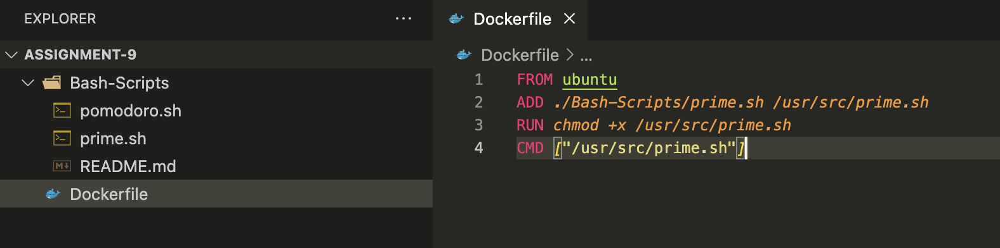 EXPLORER
...
ASSIGNMENT-9
Bash-Scripts
pomodoro.sh
prime.sh
README.md
Dockerfile
Dockerfile
Dockerfile > ...
1 FROM ubuntu
2 ADD ./Bash-Scripts/prime.sh /usr/src/prime.sh
3 RUN chmod +x /usr/src/prime.sh
4 CMD ["/usr/src/prime.sh"]